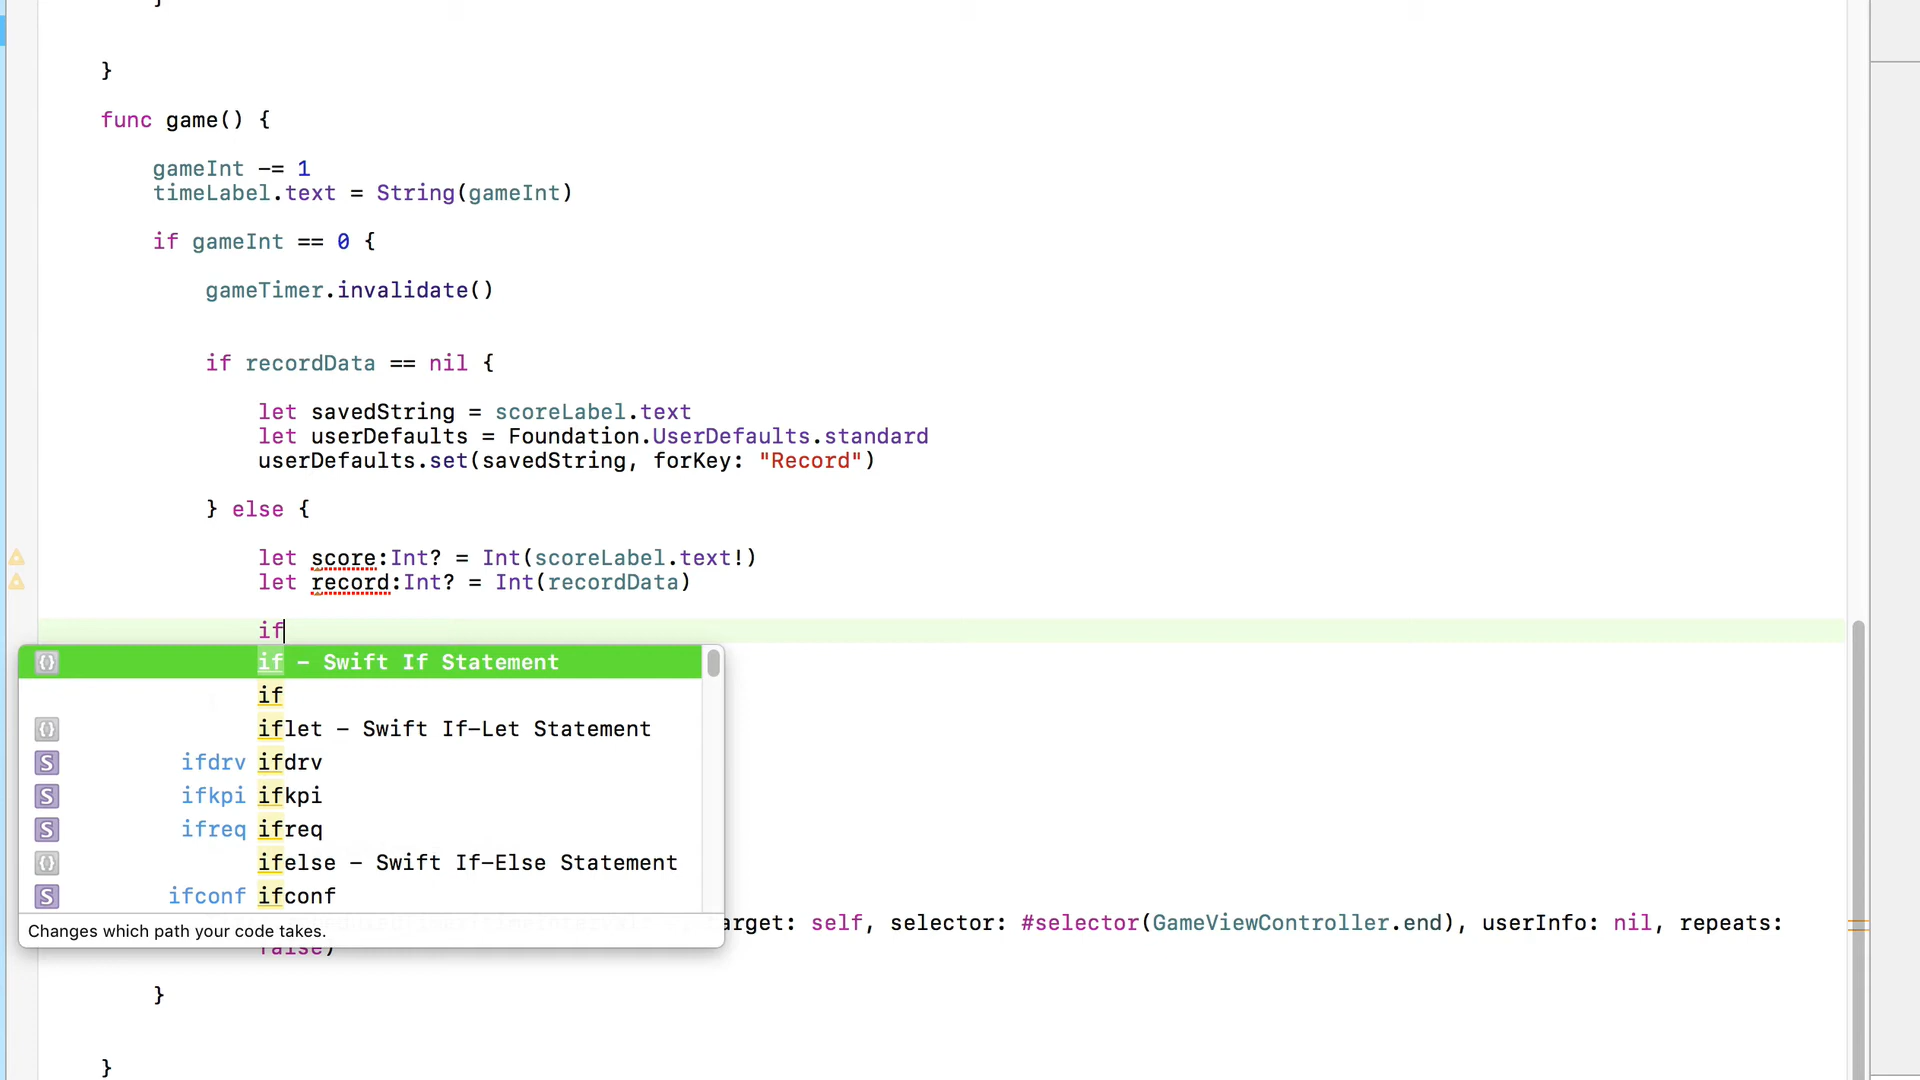 }
}
func game() {
gameInt -= 1
timeLabel.text = String(gameInt)
if gameInt == 0 {
gameTimer.invalidate()
if recordData == nil {
let savedString = scoreLabel.text
let userDefaults = Foundation.UserDefaults.standard
userDefaults.set(savedString, forKey: "Record")
} else {
let score:Int? = Int(scoreLabel.text!)
let record:Int? = Int(recordData)
if
if - Swift If Statement
if
iflet - Swift If-Let Statement
ifdrv ifdrv
ifkpi ifkpi
ifreq ifreq
ifelse - Swift If-Else Statement
ifconf ifconf
arget: self, selector: #selector(GameViewController.end), userInfo: nil, repeats:
Changes which path your code takes.
false)
}
}